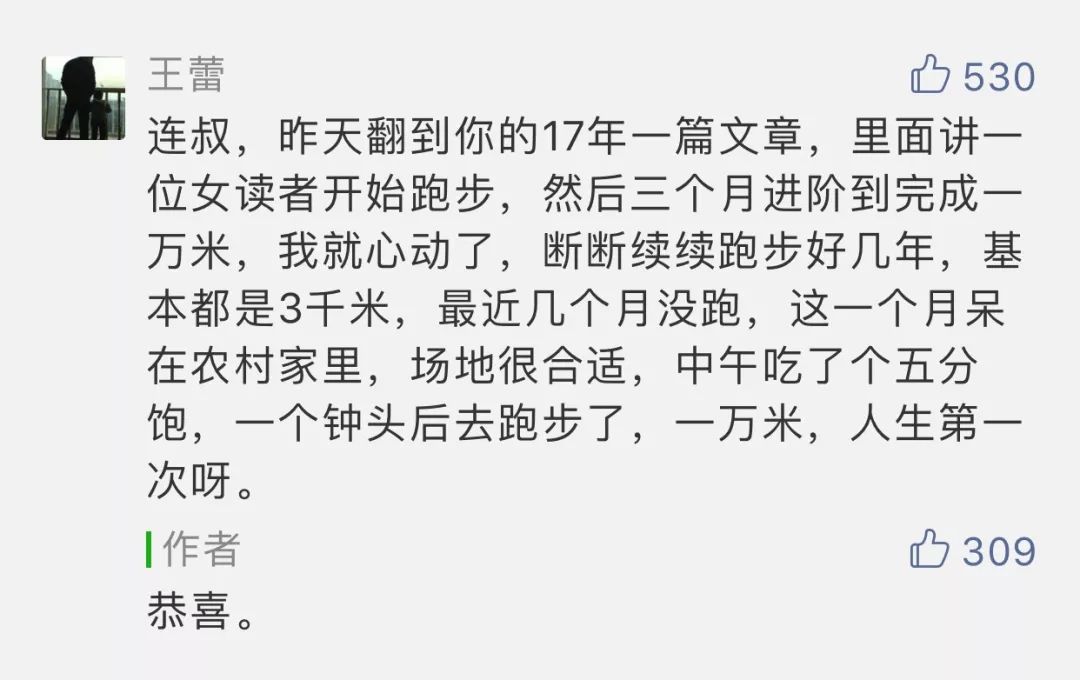 王蕾
530
连叔，昨天翻到你的17年一篇文章，里面讲一
位女读者开始跑步，然后三个月进阶到完成一
万米，我就心动了，断断续续跑步好几年，基
本都是3千米，最近几个月没跑，这一个月呆
在农村家里，场地很合适，中午吃了个五分
饱，一个钟头后去跑步了，一万米，人生第一
次呀。
作者
309
恭喜。